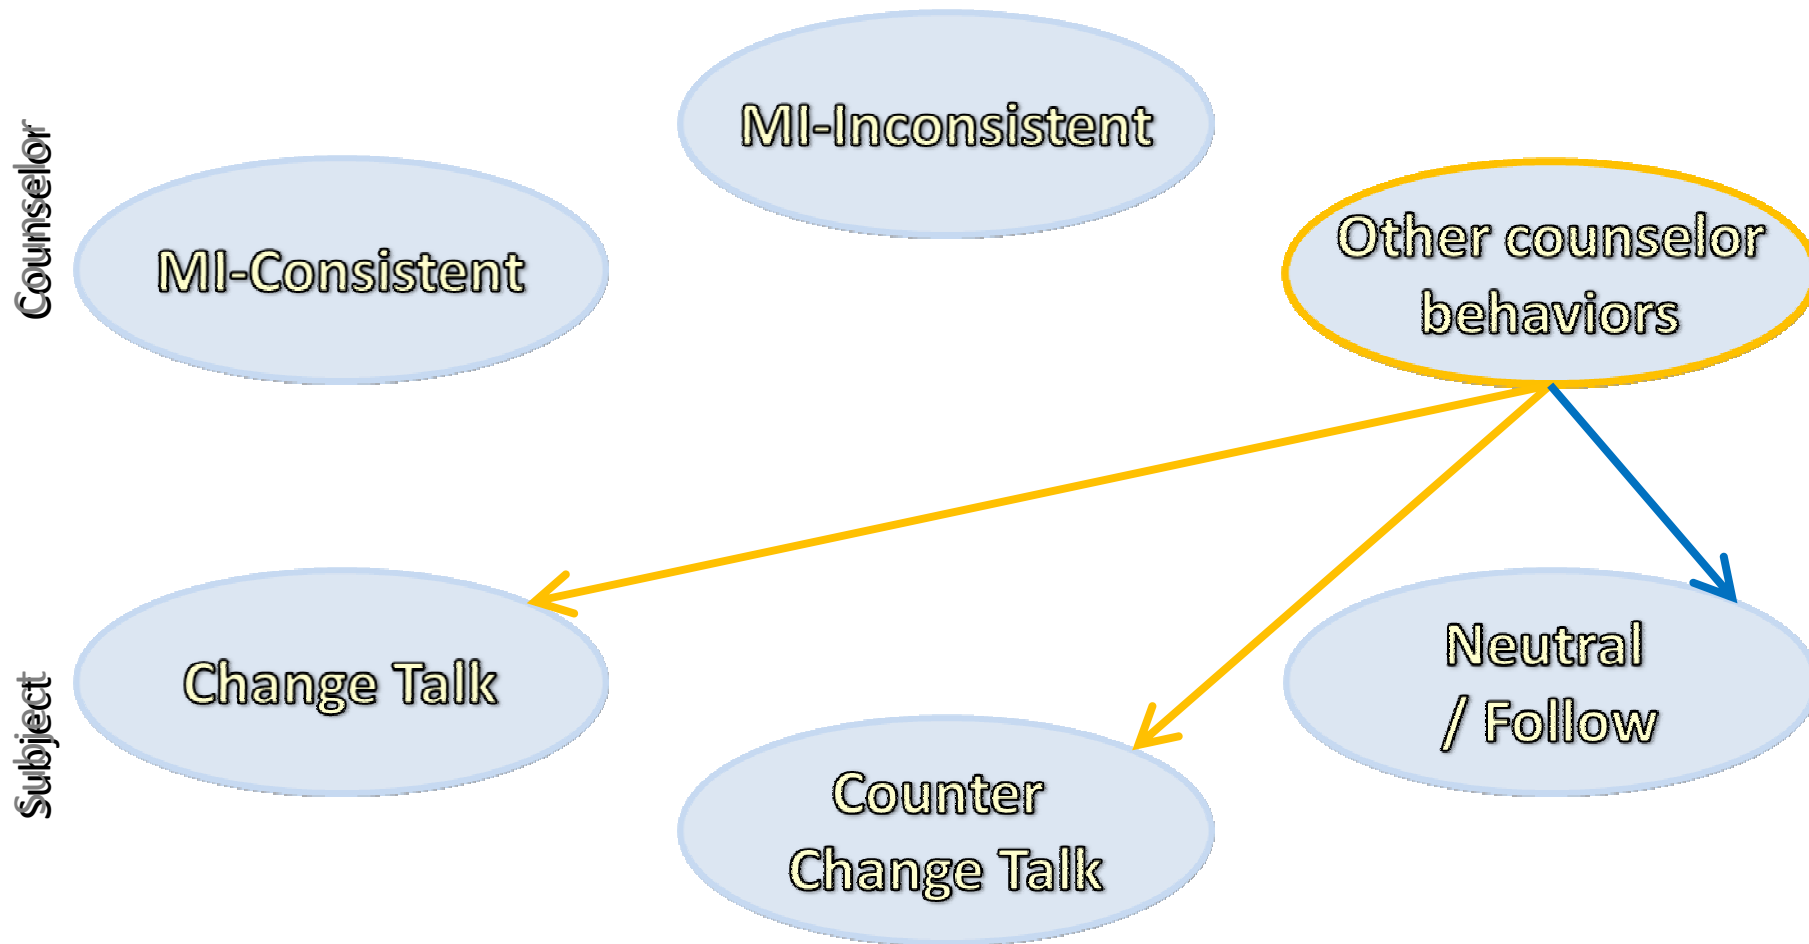 Counselor
MI-Inconsistent
MI-Consistent
Other counselor
behaviors
Subject
Change Talk
Neutral
/ Follow
Counter
Change Talk